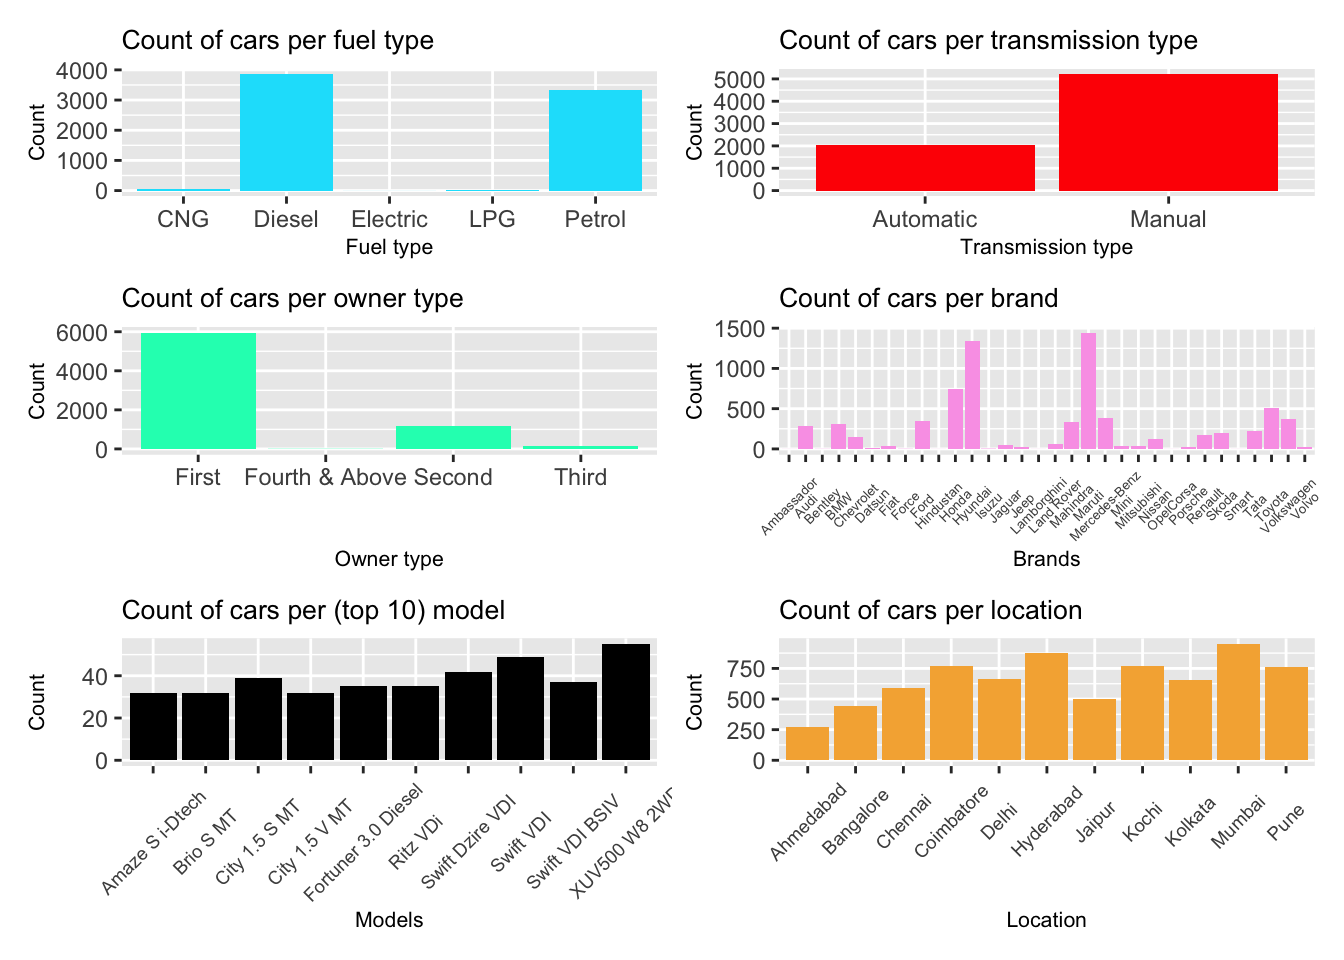 Count of cars per fuel type
4000
3000
2000
1000
0
Count
CNG Diesel Electric LPG Petrol
Fuel type
Count of cars per transmission type
5000
4000
3000
2000
1000
0
Count
Automatic Manual
Transmission type
Count of cars per owner type
6000
4000
2000
0
Count
First Fourth & Above Second Third
Owner type
Count of cars per brand
1500
1000
500
0
Count
Ambassador
Audi
Bentley
BMW
Chevrolet
Datsun
Fiat
Force
Ford
Hindustan
Honda
Hyundai
Isuzu
Jaguar
Jeep
Lamborghini
Land Rover
Mahindra
Maruti
Mercedes-Benz
Mini
Mitsubishi
Nissan
OpelCorsa
Porsche
Renault
Skoda
Smart
Tata
Toyota
Volkswagen
Volvo
Brands
Count of cars per (top 10) model
40
20
0
Count
Amaze S i-Dtech
Brio S MT
City 1.5 S MT
City 1.5 V MT
Fortuner 3.0 Diesel
Ritz VDi
Swift Dzire VDI
Swift VDI
Swift VDI BSIV
XUV500 W8 2W
Models
Count of cars per location
750
500
250
0
Count
Ahmedabad
Bangalore
Chennai
Coimbatore
Delhi
Hyderabad
Jaipur
Kochi
Kolkata
Mumbai
Pune
Location